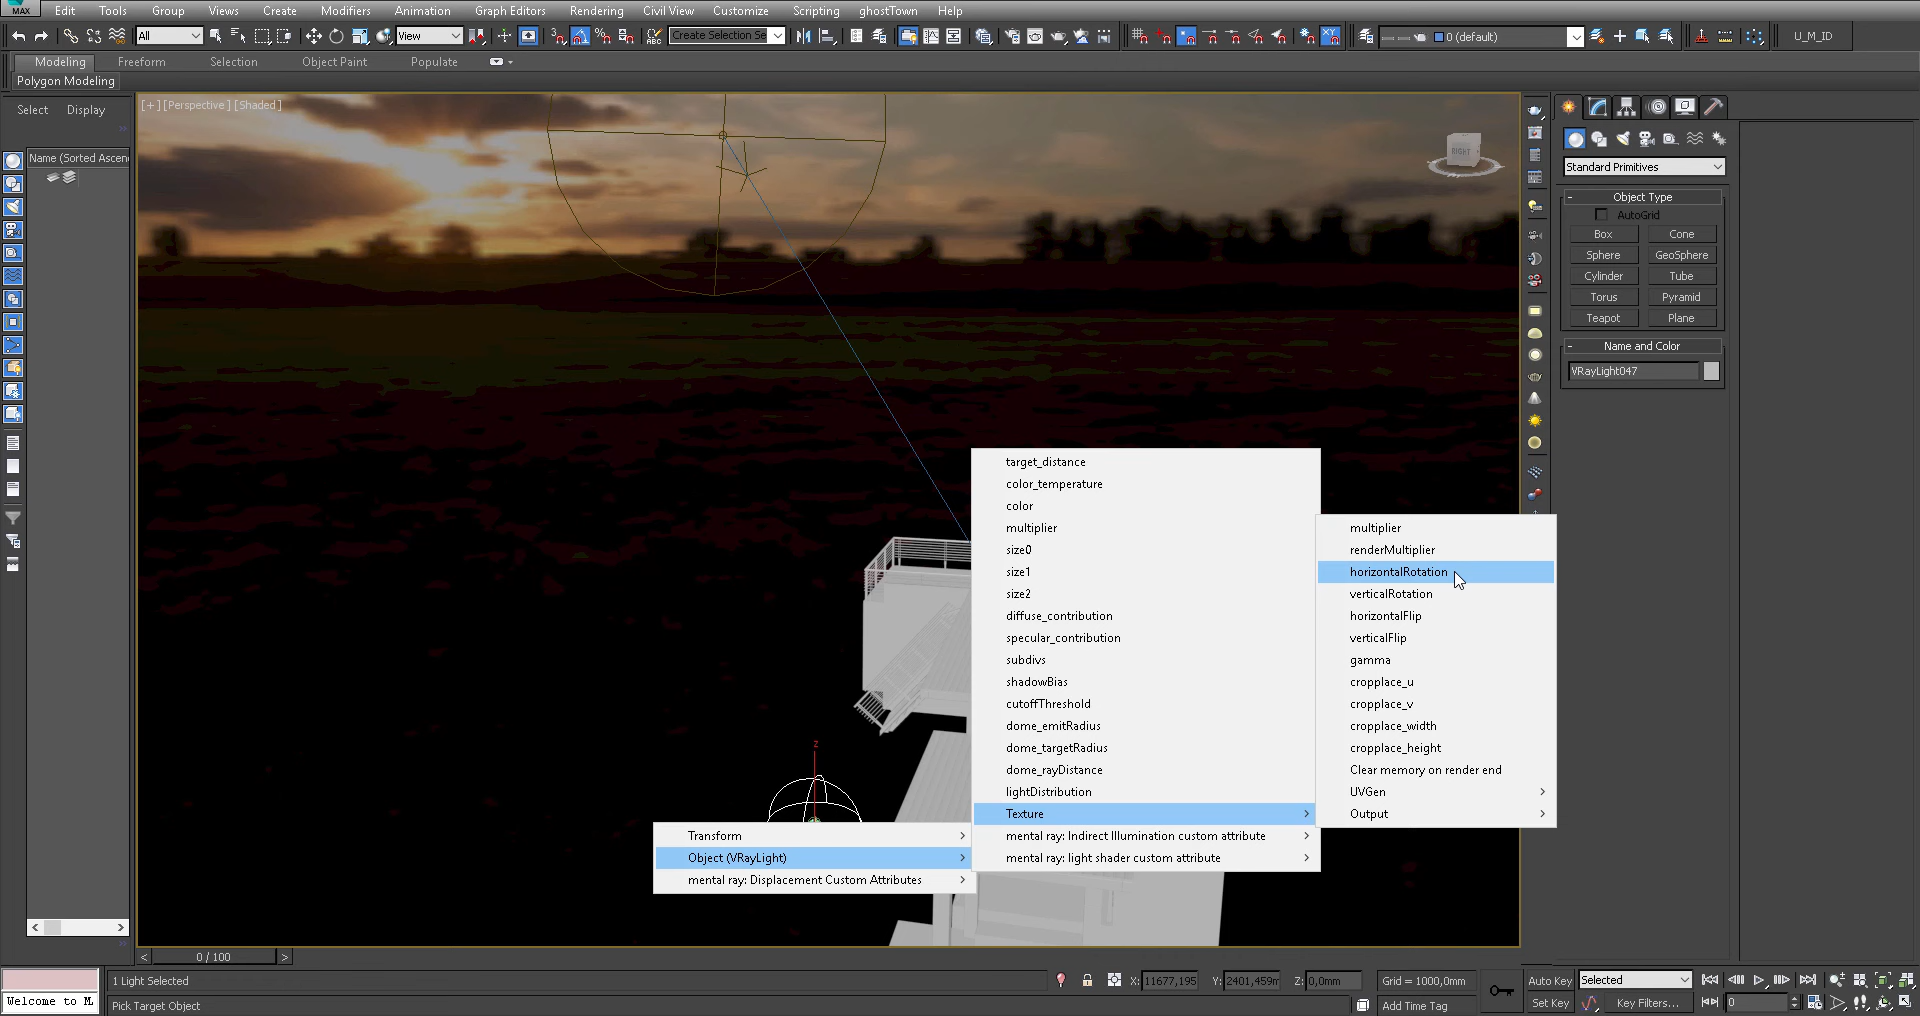 MAX
Edit Tools Group Views Create Modifiers Animation Graph Editors Rendering Civil View Customize Scripting ghostTown Help
All View Create Selection Se 0 (default) U_M_ID
Modeling Freeform Selection Object Paint Populate
Polygon Modeling
Select Display
Name (Sorted Ascen
[+] [Perspective] [Shaded]
RIGHT
Standard Primitives
- Object Type
AutoGrid
Box Cone
Sphere GeoSphere
Cylinder Tube
Torus Pyramid
Teapot Plane
- Name and Color
VRayLight047
target_distance
color_temperature
color
multiplier
size0
size1
size2
diffuse_contribution
specular_contribution
subdivs
shadowBias
cutoffThreshold
dome_emitRadius
dome_targetRadius
dome_rayDistance
lightDistribution
Texture
mental ray: Indirect Illumination custom attribute
mental ray: light shader custom attribute
multiplier
renderMultiplier
horizontalRotation
verticalRotation
horizontalFlip
verticalFlip
gamma
cropplace_u
cropplace_v
cropplace_width
cropplace_height
Clear memory on render end
UVGen
Output
z
Transform
Object (VRayLight)
mental ray: Displacement Custom Attributes
< 0 / 100 >
1 Light Selected X: 11677,195 Y: 2401,459m Z: 0,0mm Grid = 1000,0mm Auto Key Selected
Welcome to M Pick Target Object Add Time Tag Set Key Key Filters... 0